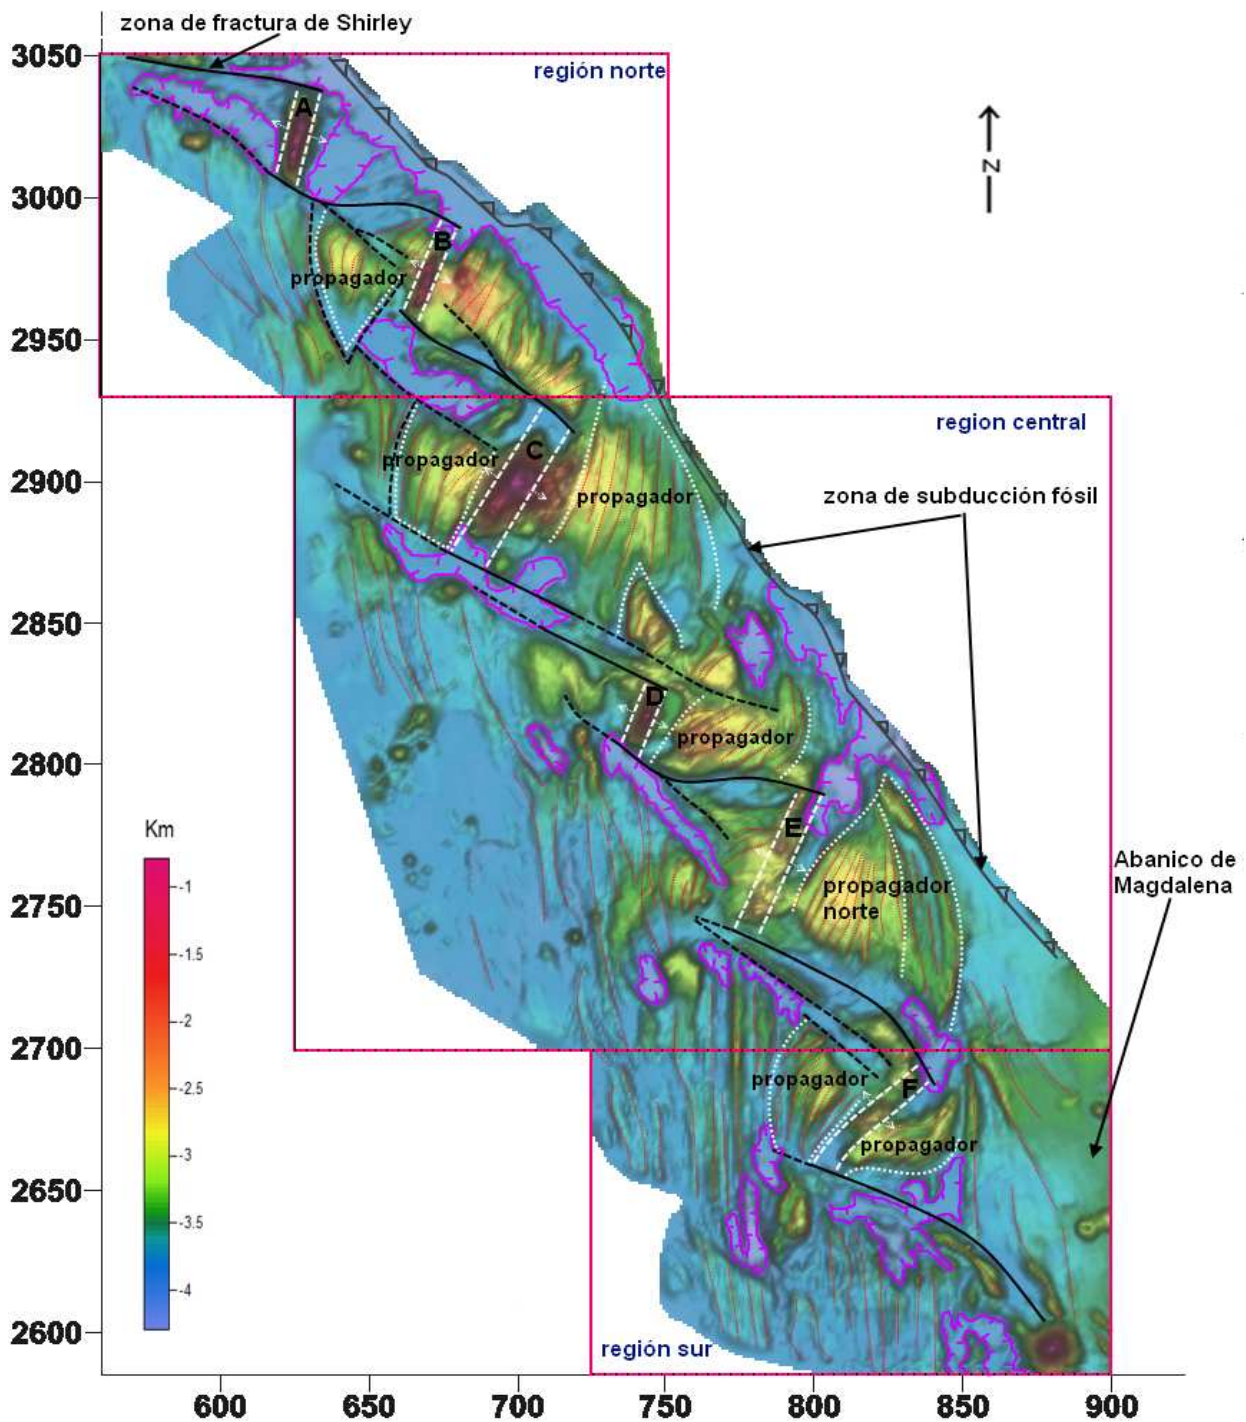 zona de fractura de Shirley
3050
región norte
A
N
3000
B
propagador
2950
region central
C
propagador
2900
propagador
zona de subducción fósil
2850
D
propagador
2800
Km
E
Abanico de
Magdalena
-1
propagador
norte
2750
-1.5
-2
2700
-2.5
propagador
F
-3
propagador
2650
-3.5
-4
2600
región sur
600
650
700
750
800
850
900